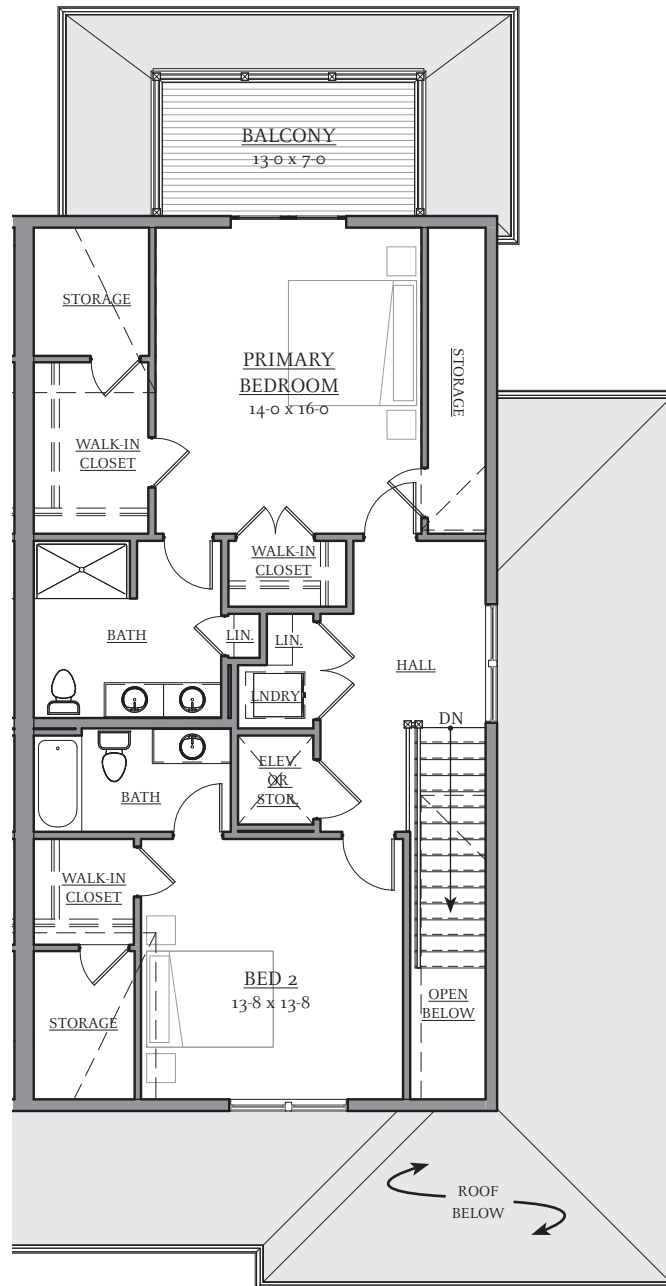 BALCONY
13-0 x 7-0
STORAGE
PRIMARY
BEDROOM
14-0 x 16-0
STORAGE
WALK-IN
CLOSET
WALK-IN
CLOSET
BATH
LIN.
LIN.
HALL
LNDRY
DN
ELEV.
OR
STOR.
BATH
WALK-IN
CLOSET
BED 2
13-8 x 13-8
STORAGE
OPEN
BELOW
ROOF
BELOW